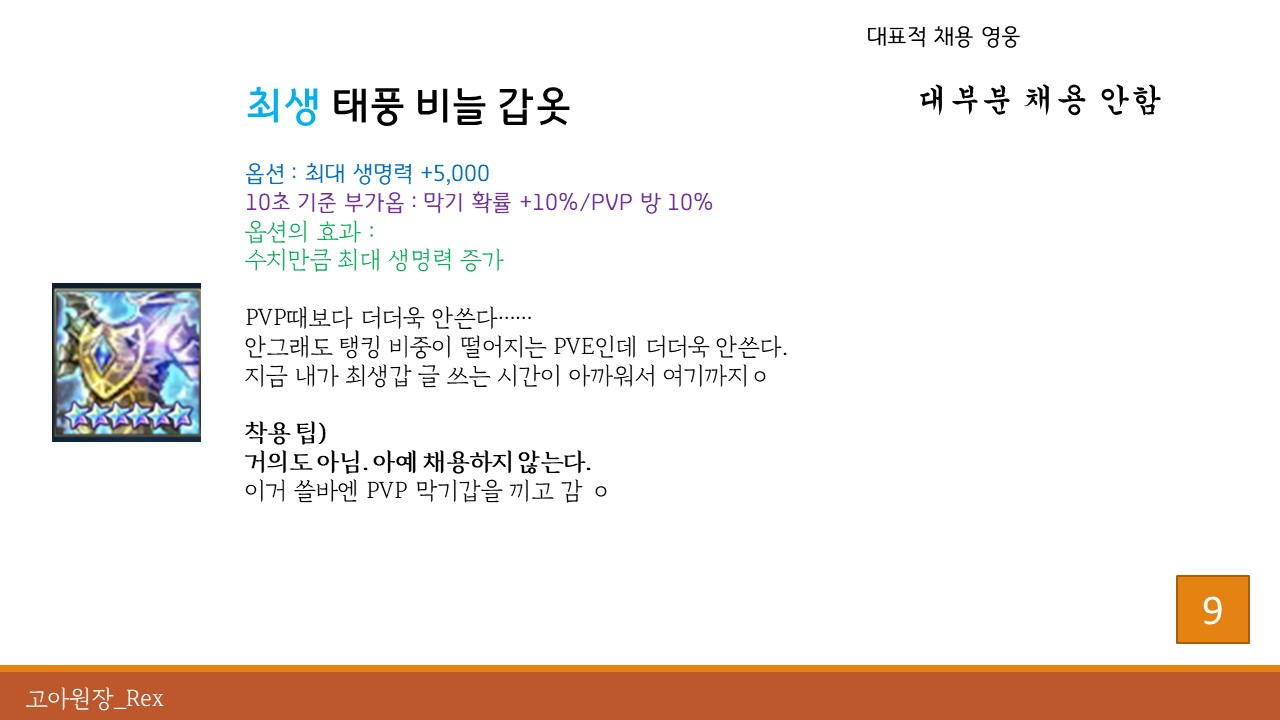 대표적 채용 영웅
최생 태풍 비늘 갑옷
대부분 채용 안함
옵션 : 최대 생명력 +5,000
10초 기준 부가옵 : 막기 확률 +10%/PVP 방 10%
옵션의 효과 :
수치만큼 최대 생명력 증가
PVP때보다 더더욱 안쓴다……
안그래도 탱킹 비중이 떨어지는 PVE인데 더더욱 안쓴다.
지금 내가 최생갑 글 쓰는 시간이 아까워서 여기까지ㅇ
착용 팁)
거의도 아님. 아예 채용하지 않는다.
이거 쓸바엔 PVP 막기갑을 끼고 감 ㅇ
9
고아원장_Rex